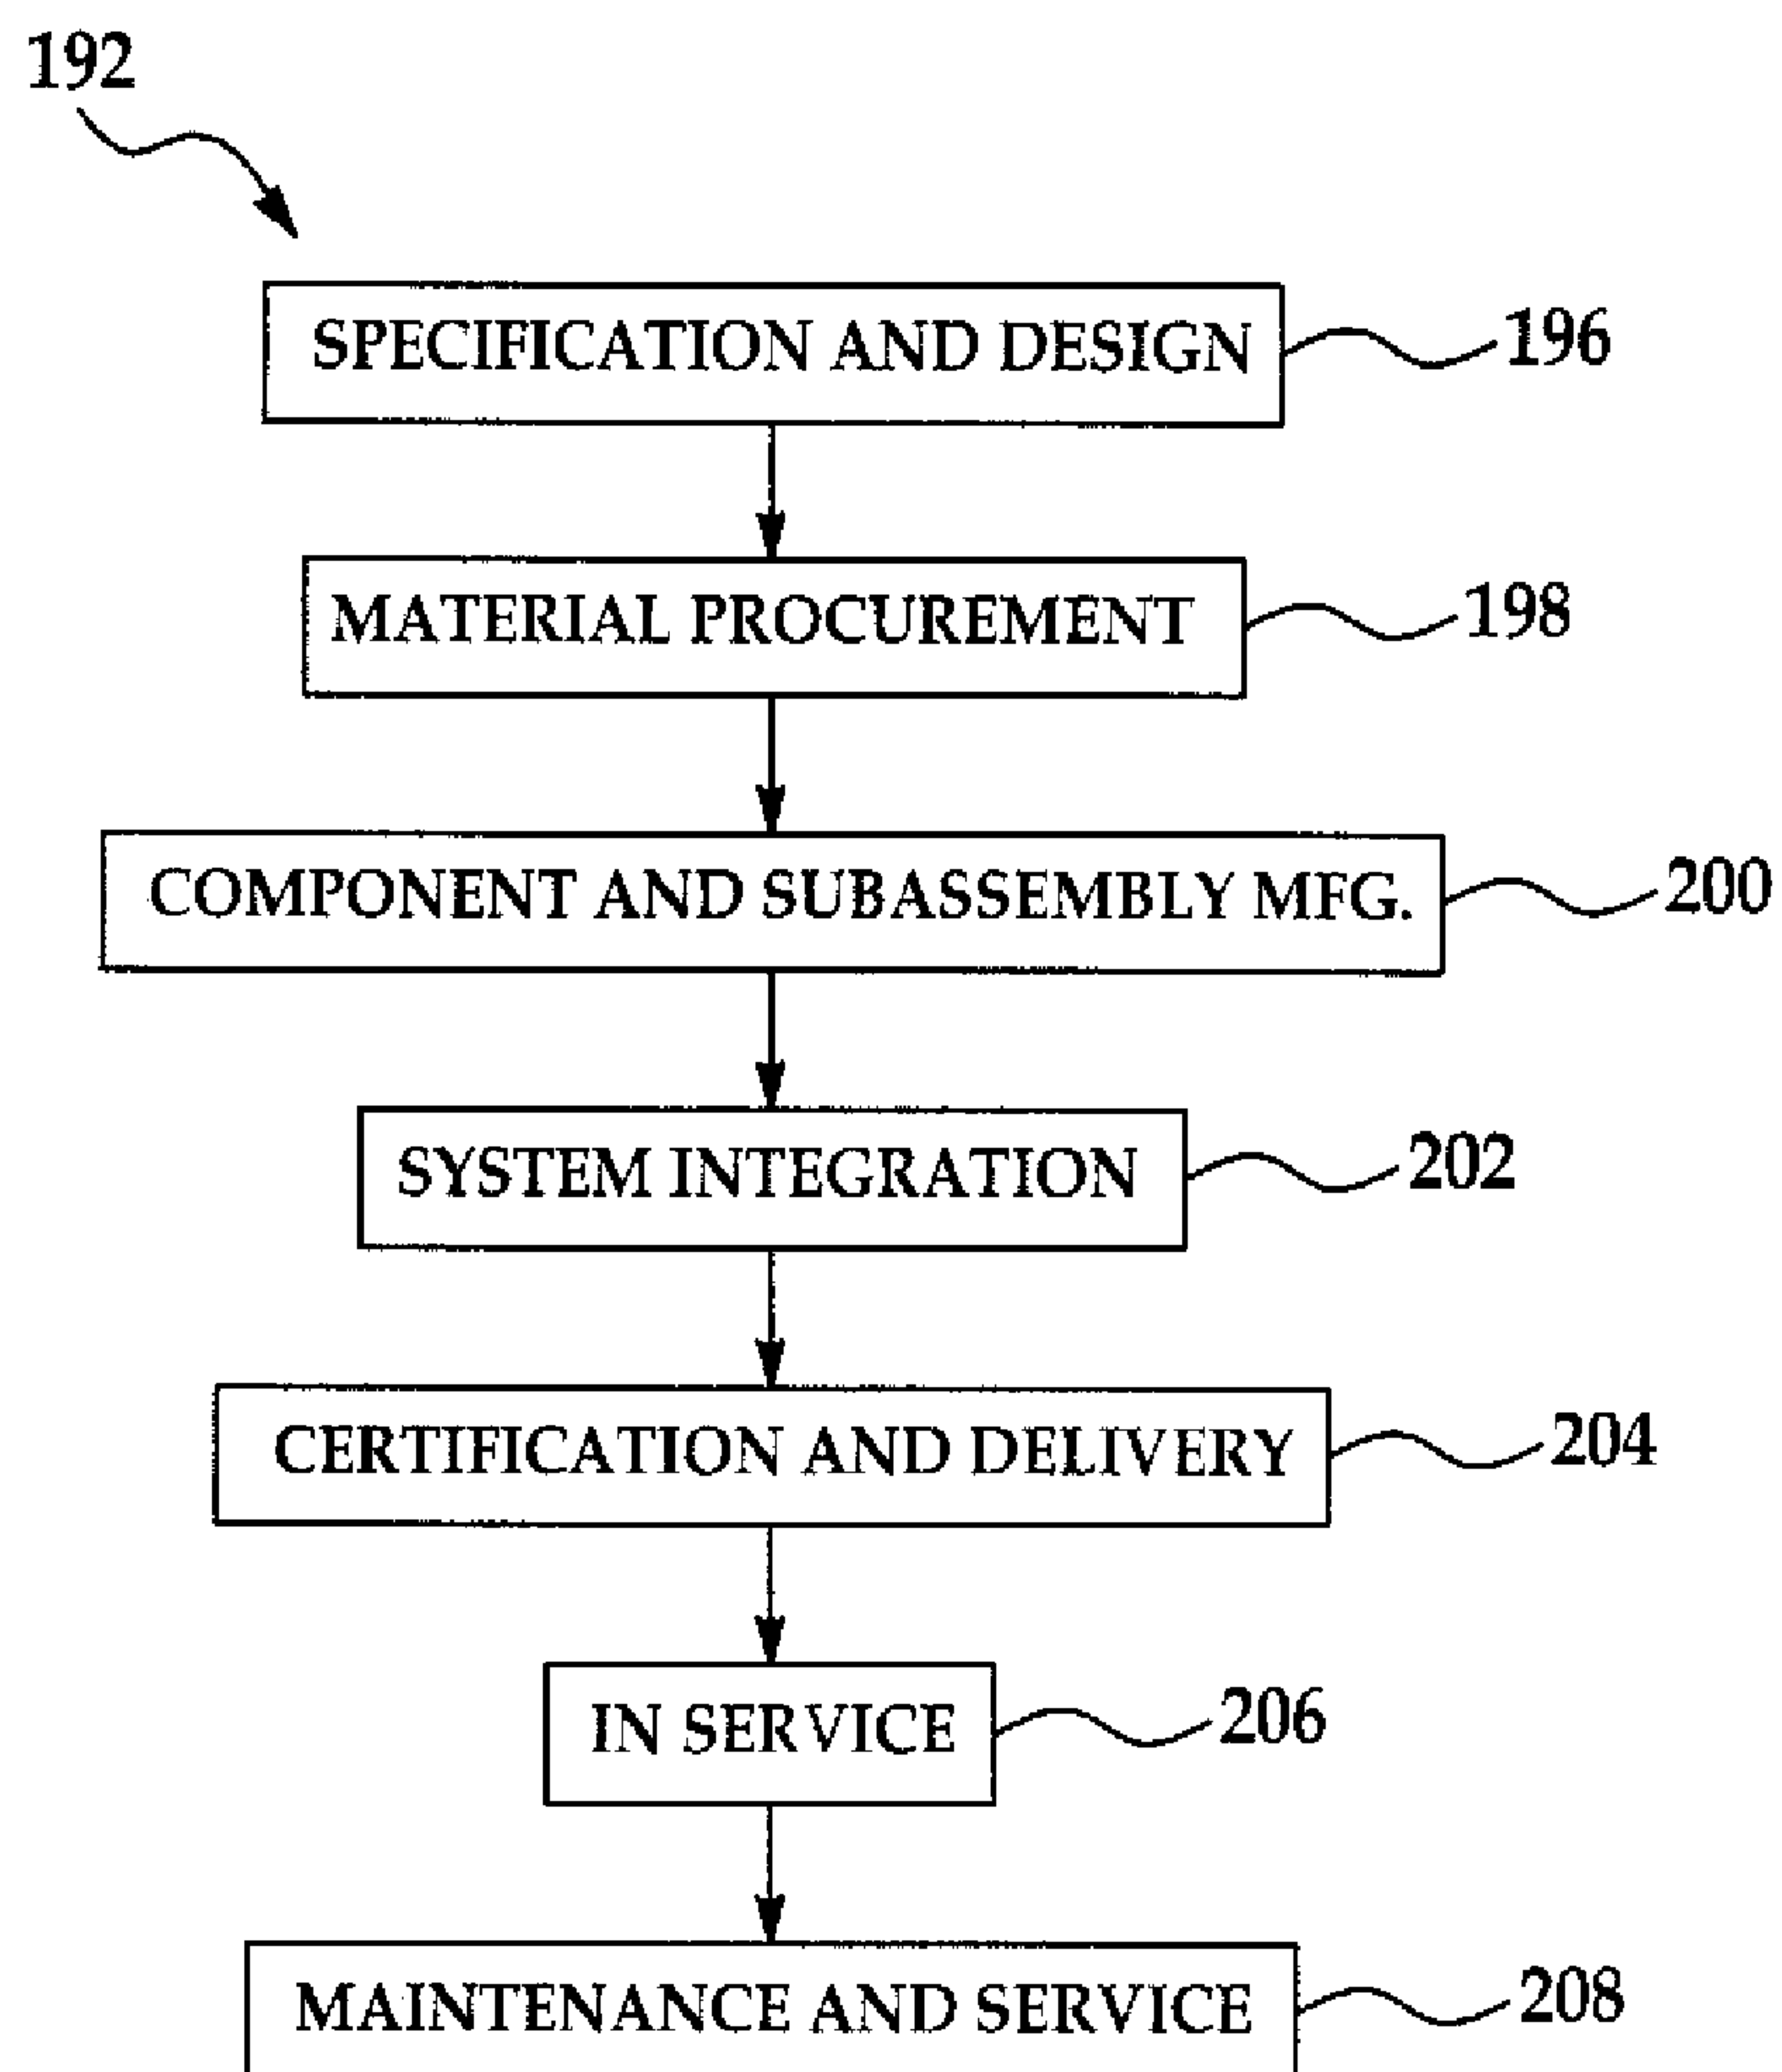 192
SPECIFICATION AND DESIGN 196
MATERIAL PROCUREMENT 198
COMPONENT AND SUBASSEMBLY MFG. 200
SYSTEM INTEGRATION 202
CERTIFICATION AND DELIVERY 204
IN SERVICE 206
MAINTENANCE AND SERVICE 208